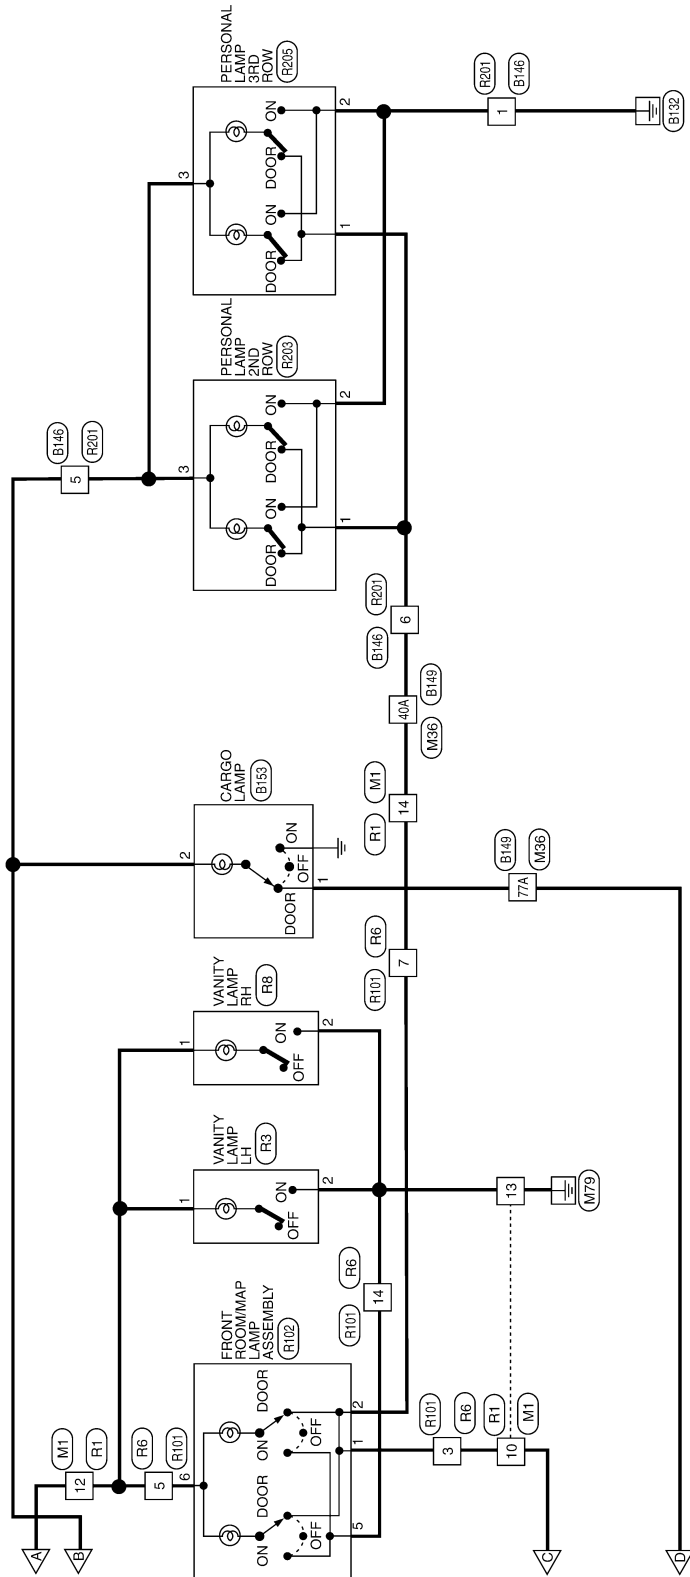 PERSONAL
LAMP
3RD
ROW
R205
3
ON
DOOR
ON
DOOR
2
1
R201
B146
1
B132
PERSONAL
LAMP
2ND
ROW
R203
B146
R201
5
3
ON
DOOR
ON
DOOR
2
1
R201
6
B146
B149
40A
M36
M1
14
R1
R6
7
R101
CARGO
LAMP
B153
2
ON
OFF
DOOR
1
B149
M36
77A
VANITY
LAMP
RH
R8
1
ON
OFF
2
VANITY
LAMP
LH
R3
1
ON
OFF
2
13
M79
R6
14
R101
FRONT
ROOM/MAP
LAMP
ASSEMBLY
R102
M1
R1
12
R6
R101
5
6
DOOR
OFF
ON
DOOR
OFF
ON
2
1
5
R101
R6
3
R1
M1
10
A
B
C
D